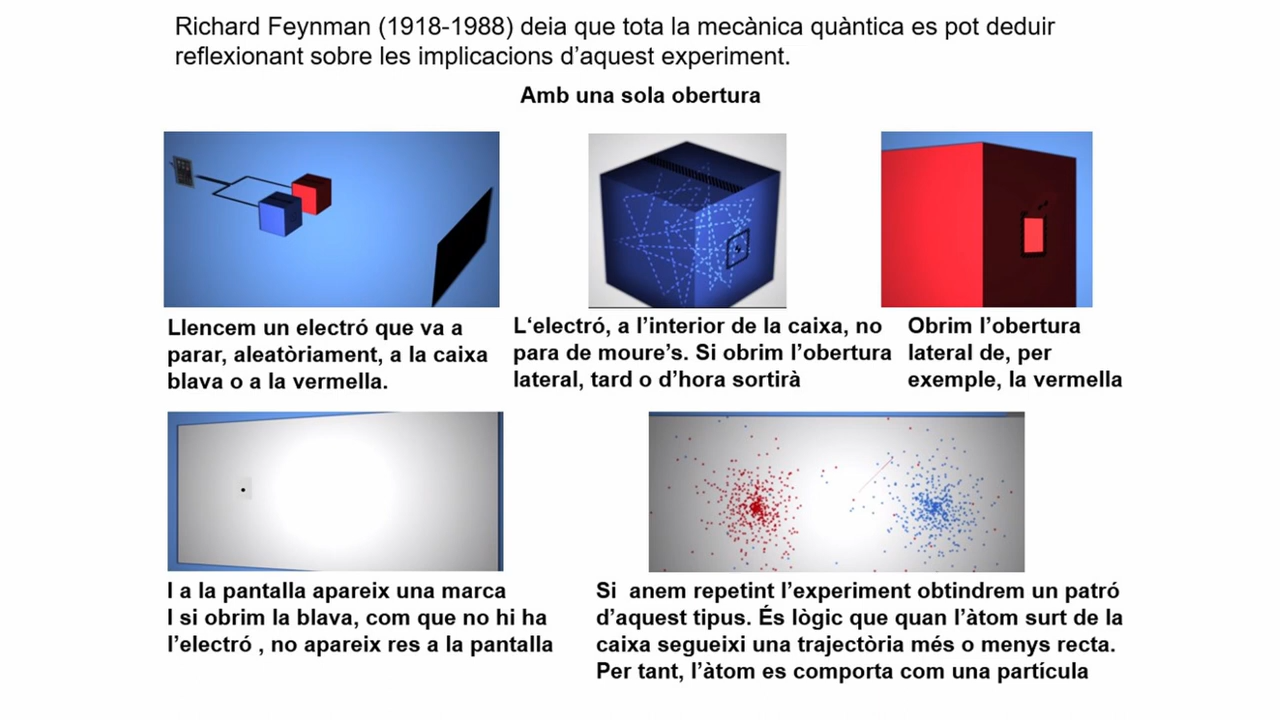 Richard Feynman (1918-1988) deia que tota la mecànica quàntica es pot deduir
reflexionant sobre les implicacions d’aquest experiment.
Amb una sola obertura
Llencem un electró que va a
parar, aleatòriament, a la caixa
blava o a la vermella.
L‘electró, a l’interior de la caixa, no
para de moure’s. Si obrim l’obertura
lateral, tard o d’hora sortirà
Obrim l’obertura
lateral de, per
exemple, la vermella
I a la pantalla apareix una marca
I si obrim la blava, com que no hi ha
l’electró , no apareix res a la pantalla
Si  anem repetint l’experiment obtindrem un patró
d’aquest tipus. És lògic que quan l’àtom surt de la
caixa segueixi una trajectòria més o menys recta.
Per tant, l’àtom es comporta com una partícula